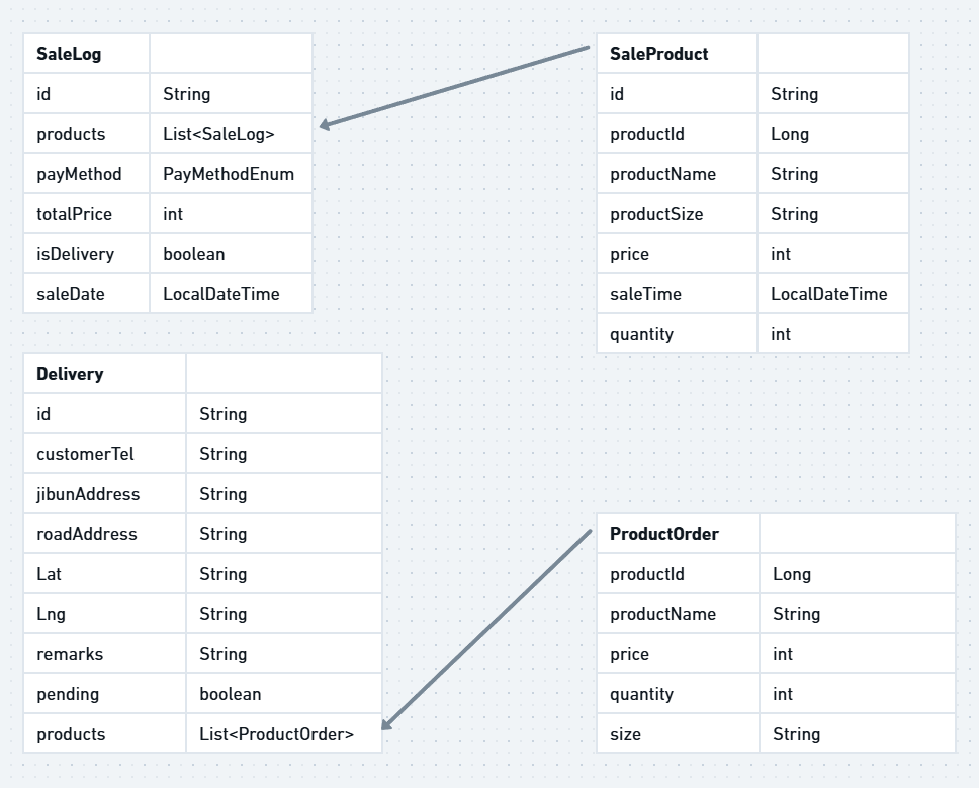 SaleLog
id String
products List<SaleLog>
payMethod PayMethodEnum
totalPrice int
isDelivery boolean
saleDate LocalDateTime
SaleProduct
id String
productId Long
productName String
productSize String
price int
saleTime LocalDateTime
quantity int
Delivery
id String
customerTel String
jibunAddress String
roadAddress String
Lat String
Lng String
remarks String
pending boolean
products List<ProductOrder>
ProductOrder
productId Long
productName String
price int
quantity int
size String